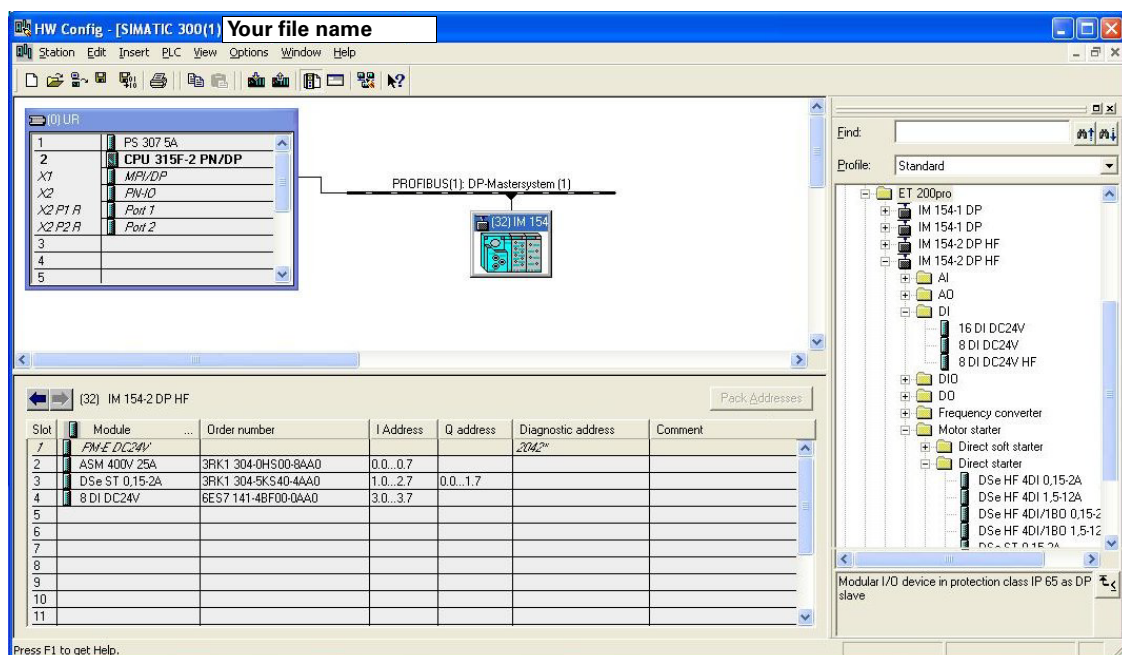 HW Config - [SIMATIC 300(1) Your file name
Station Edit Insert PLC View Options Window Help
(0) UR
1 PS 307 5A
2 CPU 315F-2 PN/DP
X1 MPI/DP
X2 PN-IO
X2 P1 R Port 1
X2 P2 R Port 2
3
4
5
PROFIBUS(1): DP-Mastersystem (1)
(32) IM 154
Find:
Profile: Standard
ET 200pro
IM 154-1 DP
IM 154-1 DP
IM 154-2 DP HF
IM 154-2 DP HF
AI
AO
DI
16 DI DC24V
8 DI DC24V
8 DI DC24V HF
DIO
DO
Frequency converter
Motor starter
Direct soft starter
Direct starter
DSe HF 4DI 0,15-2A
DSe HF 4DI 1,5-12A
DSe HF 4DI/1BO 0,15-2
DSe HF 4DI/1BO 1,5-12
DSe ST 0,15-2A
Modular I/O device in protection class IP 65 as DP
slave
(32) IM 154-2 DP HF
Pack Addresses
Slot Module ... Order number I Address Q address Diagnostic address Comment
1 PM-E DC24V 2042*
2 ASM 400V 25A 3RK1 304-0HS00-8AA0 0.0...0.7
3 DSe ST 0,15-2A 3RK1 304-5KS40-4AA0 1.0...2.7 0.0...1.7
4 8 DI DC24V 6ES7 141-4BF00-0AA0 3.0...3.7
5
6
7
8
9
10
11
Press F1 to get Help.